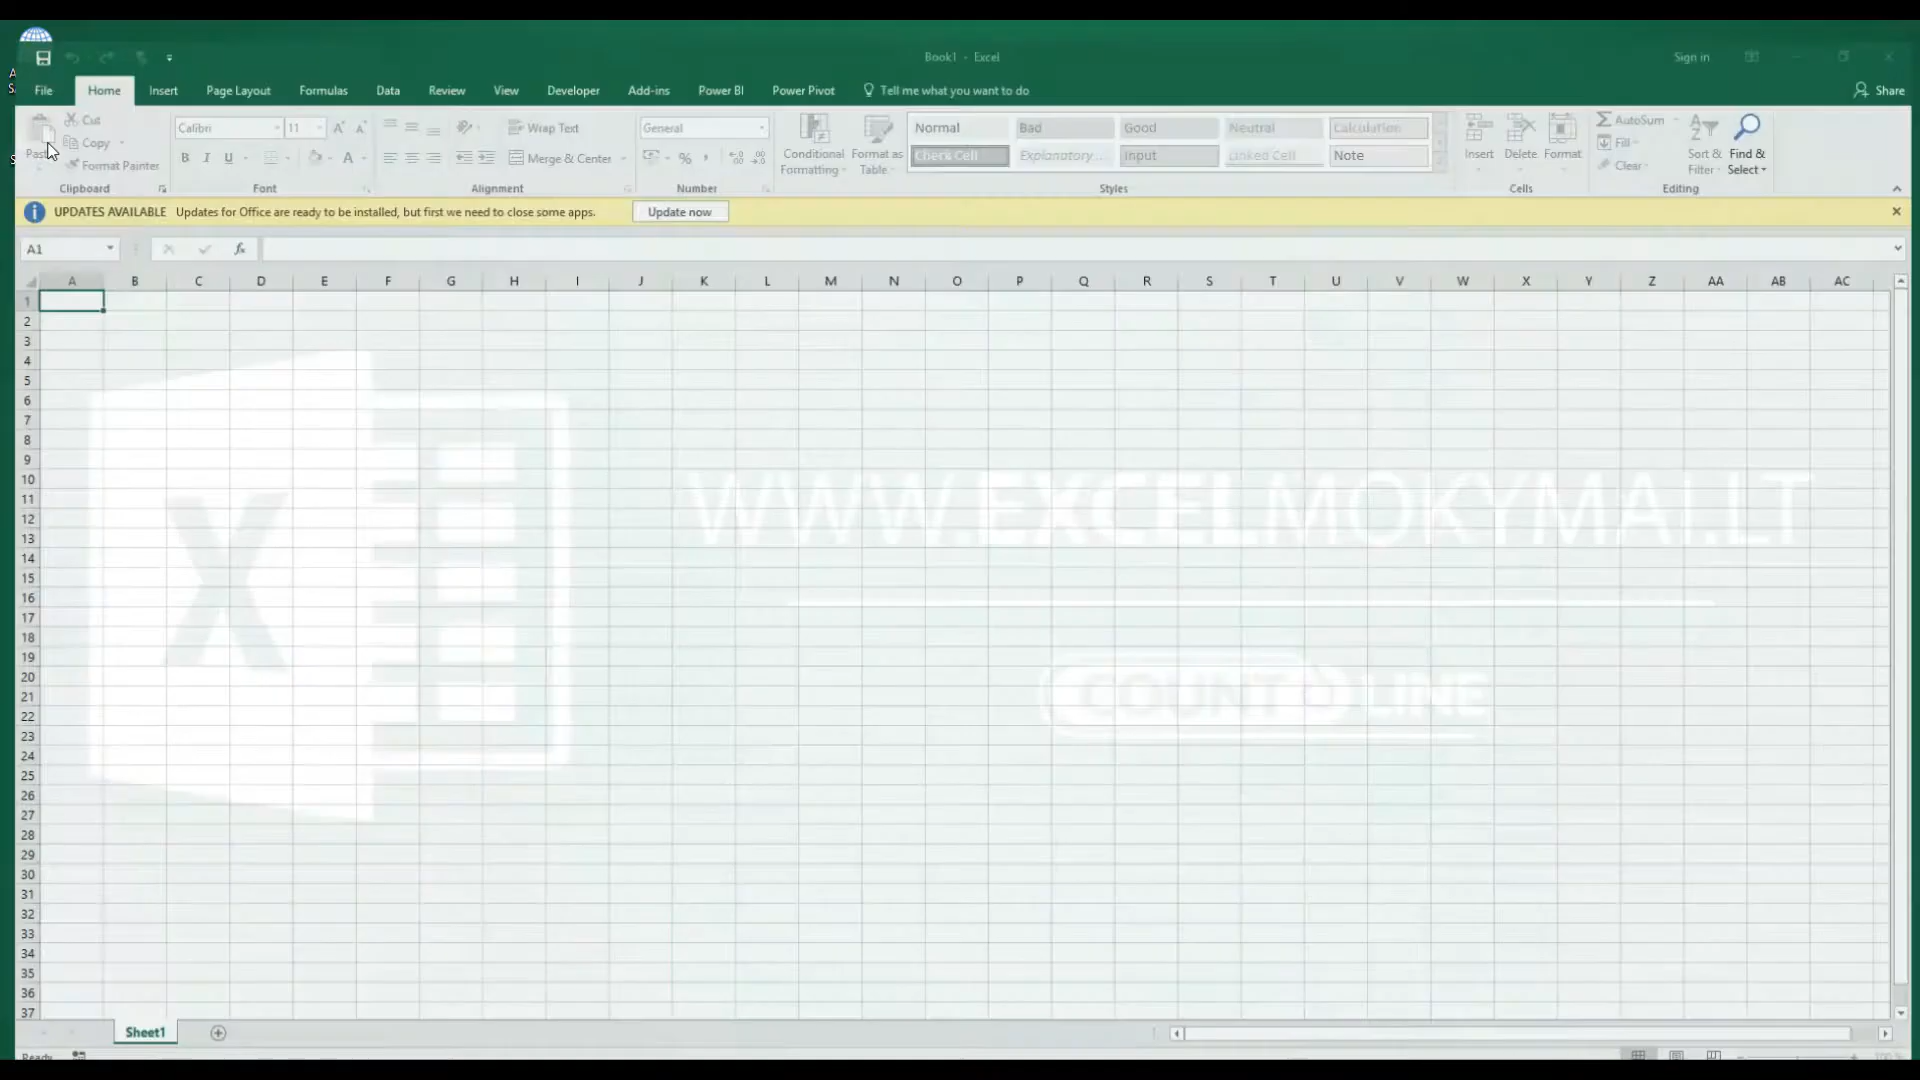 Book1 - Excel
Sign in
File Home Insert Page Layout Formulas Data Review View Developer Add-ins Power BI Power Pivot Tell me what you want to do Share
Cut
Copy
Format Painter
Clipboard
Calibri 11
B I U
Font
Wrap Text
Merge & Center
Alignment
General
%
Number
Conditional Formatting
Format as Table
Normal Bad Good Neutral Calculation
Check Cell Explanatory... Input Linked Cell Note
Styles
Insert Delete Format
Cells
AutoSum
Fill
Clear
Sort & Filter
Find & Select
Editing
UPDATES AVAILABLE Updates for Office are ready to be installed, but first we need to close some apps. Update now
A1 fx
A B C D E F G H I J K L M N O P Q R S T U V W X Y Z AA AB AC
1
2
3
4
5
6
7
8
9
10
11
12
13
14
15
16
17
18
19
20
21
22
23
24
25
26
27
28
29
30
31
32
33
34
35
36
37
X
WWW.EXCELMOKYMAI.LT
COUNT LINE
Sheet1
Ready